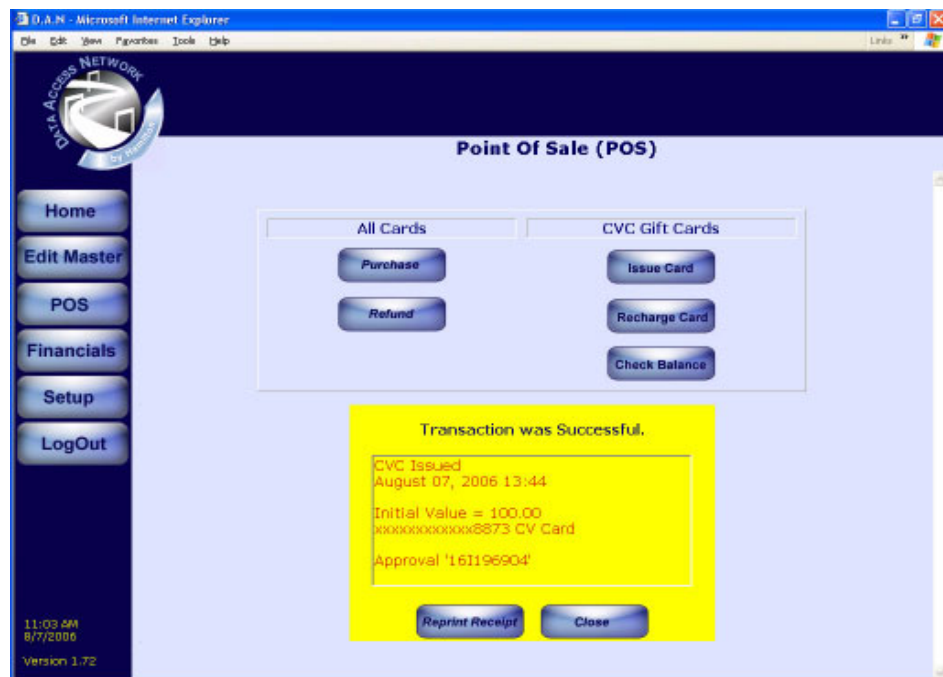 D.A.N - Microsoft Internet Explorer
File Edit View Favorites Tools Help
Links »
DATA ACCESS NETWORK
by
Point Of Sale (POS)
Home
Edit Master
POS
Financials
Setup
LogOut
All Cards
CVC Gift Cards
Purchase
Issue Card
Refund
Recharge Card
Check Balance
Transaction was Successful.
CVC Issued
August 07, 2006 13:44
Initial Value = 100.00
xxxxxxxxxxxx8873 CV Card
Approval '16I196904'
Reprint Receipt
Close
11:03 AM
8/7/2006
Version 1.72